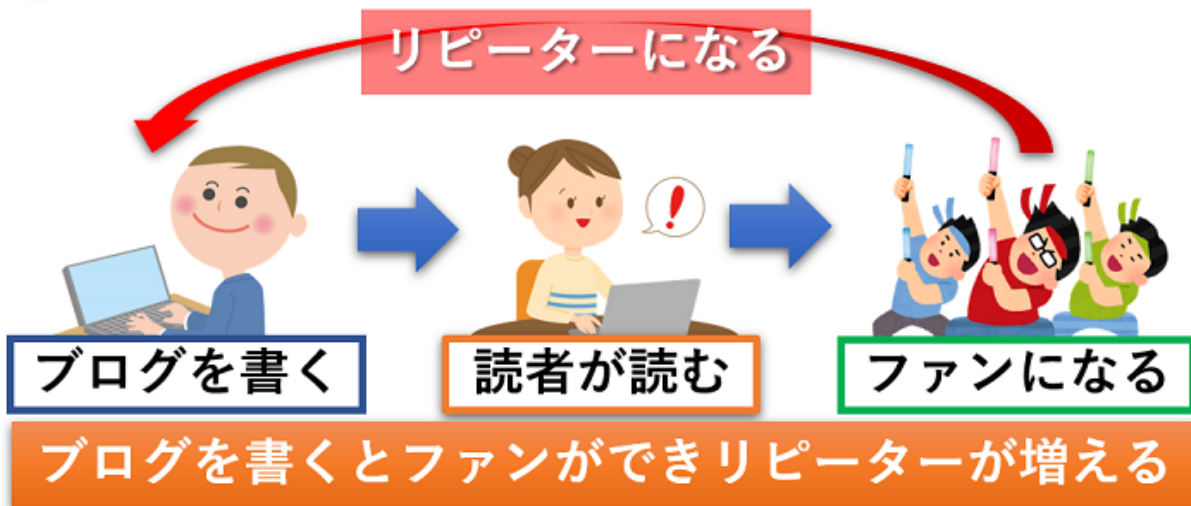 リピーターになる
!
ブログを書く
読者が読む
ファンになる
ブログを書くとファンができリピーターが増える